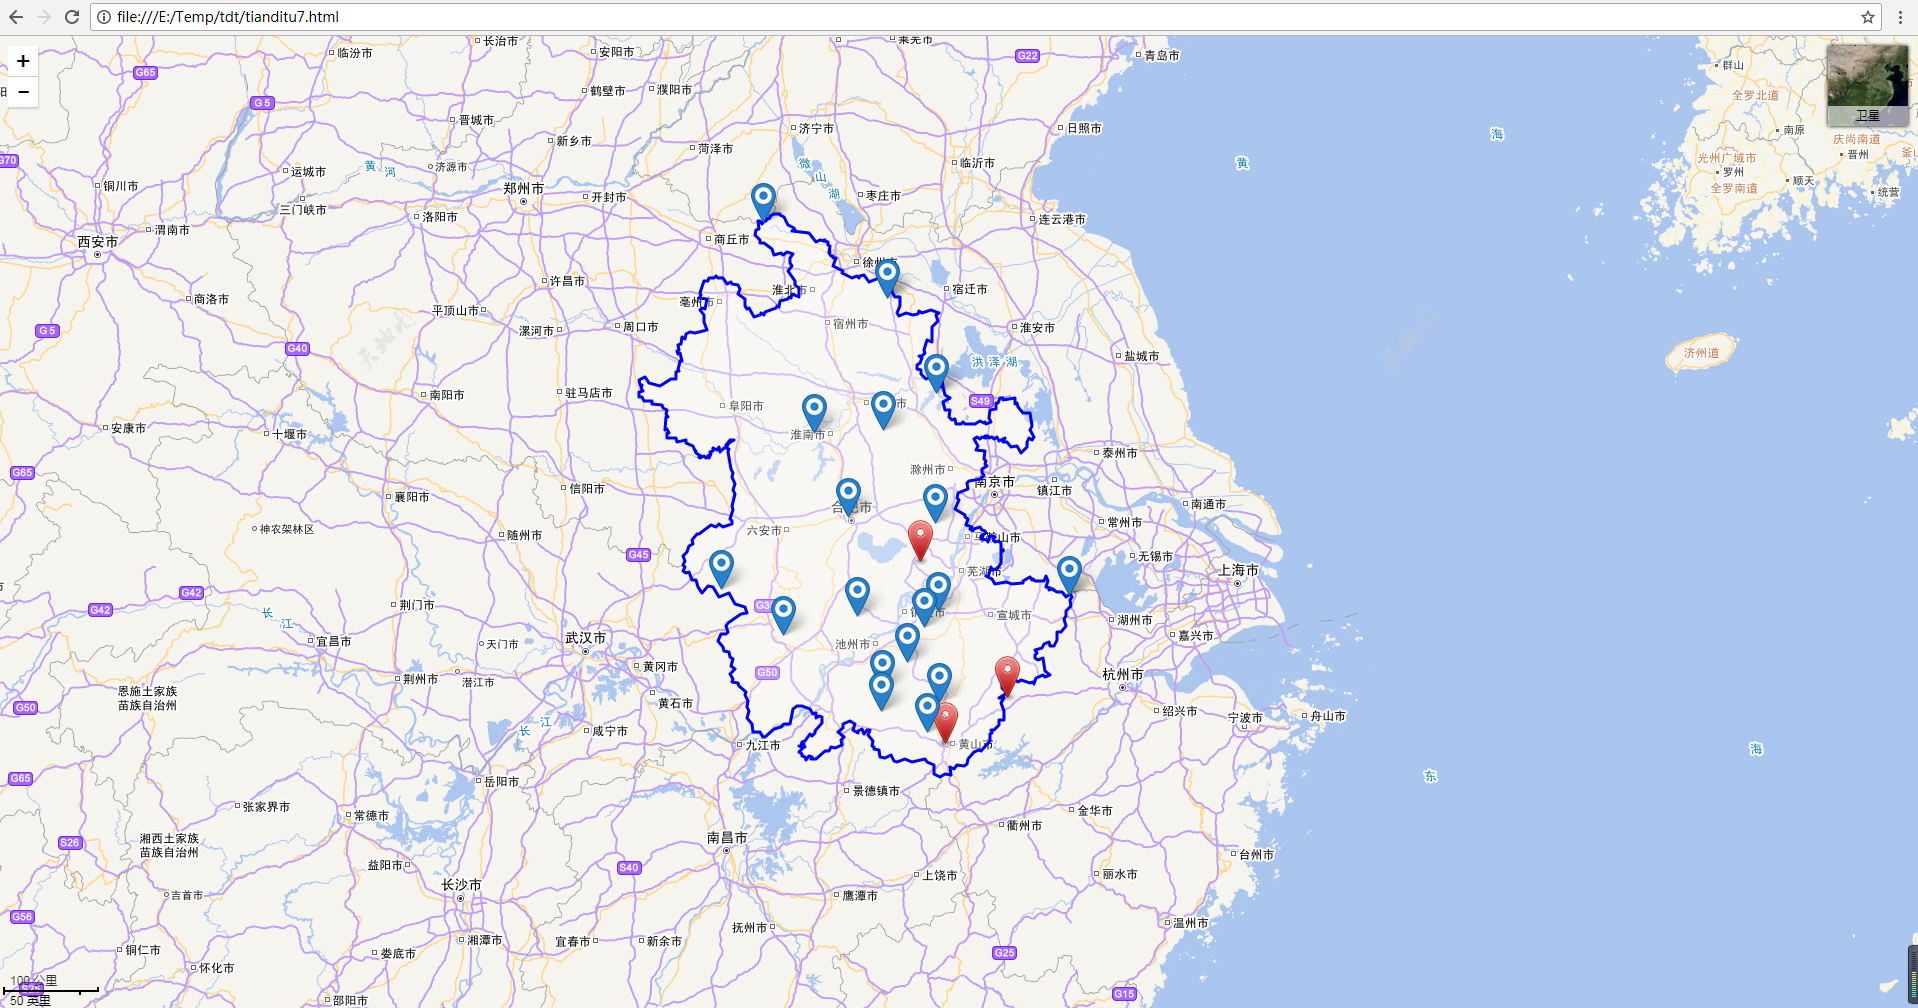 file:///E:/Temp/tdt/tianditu7.html
+
−
卫星
临汾市
长治市
安阳市
莱芜市
G22
青岛市
群山
G65
全罗北道
鹤壁市
濮阳市
G5
晋城市
济宁市
日照市
南原
庆尚南道
新乡市
菏泽市
微山湖
临沂市
黄
海
光州广域市
晋州
G70
运城市
黄河
济源市
罗州
铜川市
郑州市
开封市
枣庄市
全罗南道
顺天
统营
三门峡市
洛阳市
连云港市
渭南市
西安市
商丘市
徐州市
许昌市
淮北市
宿迁市
商洛市
亳州市
平顶山市
G5
漯河市
周口市
宿州市
淮安市
G40
洪泽湖
盐城市
济州道
南阳市
驻马店市
S49
阜阳市
安康市
十堰市
淮南市
泰州市
G65
滁州市
南京市
镇江市
襄阳市
信阳市
南通市
合肥市
神农架林区
随州市
六安市
常州市
G45
无锡市
芜湖市
上海市
G42
G42
长江
荆门市
宣城市
湖州市
宜昌市
天门市
武汉市
池州市
嘉兴市
黄冈市
G50
杭州市
恩施土家族
苗族自治州
荆州市
潜江市
黄石市
G50
绍兴市
宁波市
舟山市
长江
咸宁市
九江市
黄山市
东
海
G65
岳阳市
景德镇市
张家界市
常德市
金华市
衢州市
S26
湘西土家族
苗族自治州
南昌市
台州市
益阳市
S40
上饶市
丽水市
长沙市
吉首市
鹰潭市
G56
抚州市
温州市
铜仁市
娄底市
湘潭市
宜春市
新余市
G25
怀化市
100 公里
50 英里
邵阳市
G15